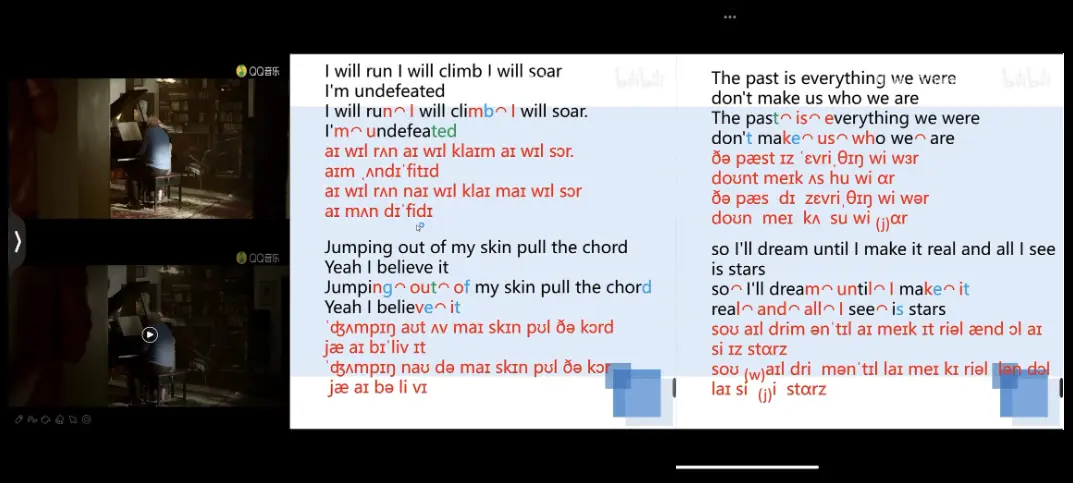 QQ音乐
QQ音乐
I will run I will climb I will soar
I'm undefeated
I will run I will climb I will soar.
I'm undefeated
aɪ wɪl rʌn aɪ wɪl klaɪm aɪ wɪl sɔr.
aɪm ˌʌndɪˈfitɪd
aɪ wɪl rʌn naɪ wɪl klaɪ maɪ wɪl sɔr
aɪ mʌn dɪˈfidɪ
Jumping out of my skin pull the chord
Yeah I believe it
Jumping out of my skin pull the chord
Yeah I believe it
ˈʤʌmpɪŋ aʊt ʌv maɪ skɪn pʊl ðə kɔrd
jæ aɪ bɪˈliv ɪt
ˈʤʌmpɪŋ naʊ də maɪ skɪn pʊl ðə kɔr
jæ aɪ bə li vɪ
bilibili
The past is everything we were
don't make us who we are
The past is everything we were
don't make us who we are
ðə pæst ɪz ˈɛvriˌθɪŋ wi wɜr
doʊnt meɪk ʌs hu wi ɑr
ðə pæs dɪ zɛvriˌθɪŋ wi wər
doʊn meɪ kʌ su wi (j)ɑr
so I'll dream until I make it real and all I see
is stars
so I'll dream until I make it
real and all I see is stars
soʊ aɪl drim ənˈtɪl aɪ meɪk ɪt riəl ænd ɔl aɪ
si ɪz stɑrz
soʊ (w)aɪl dri mənˈtɪl laɪ meɪ kɪ riəl lən dɔl
laɪ si (j)i stɑrz
bilibili